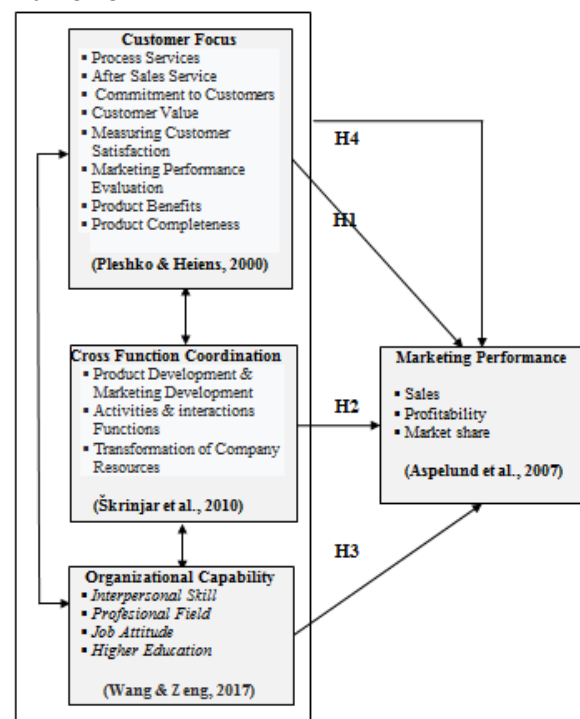 Customer Focus
▪ Process Services
▪ After Sales Service
▪ Commitment to Customers
▪ Customer Value
▪ Measuring Customer
Satisfaction
▪ Marketing Performance
Evaluation
▪ Product Benefits
▪ Product Completeness
(Pleshko & Heiens, 2000)
H4
H1
Cross Function Coordination
▪ Product Development &
Marketing Development
▪ Activities & interactions
Functions
▪ Transformation of Company
Resources
(Škrinjar et al., 2010)
H2
Marketing Performance
▪ Sales
▪ Profitability
▪ Market share
(Aspelund et al., 2007)
H3
Organizational Capability
▪ Interpersonal Skill
▪ Profesional Field
▪ Job Attitude
▪ Higher Education
(Wang & Zeng, 2017)